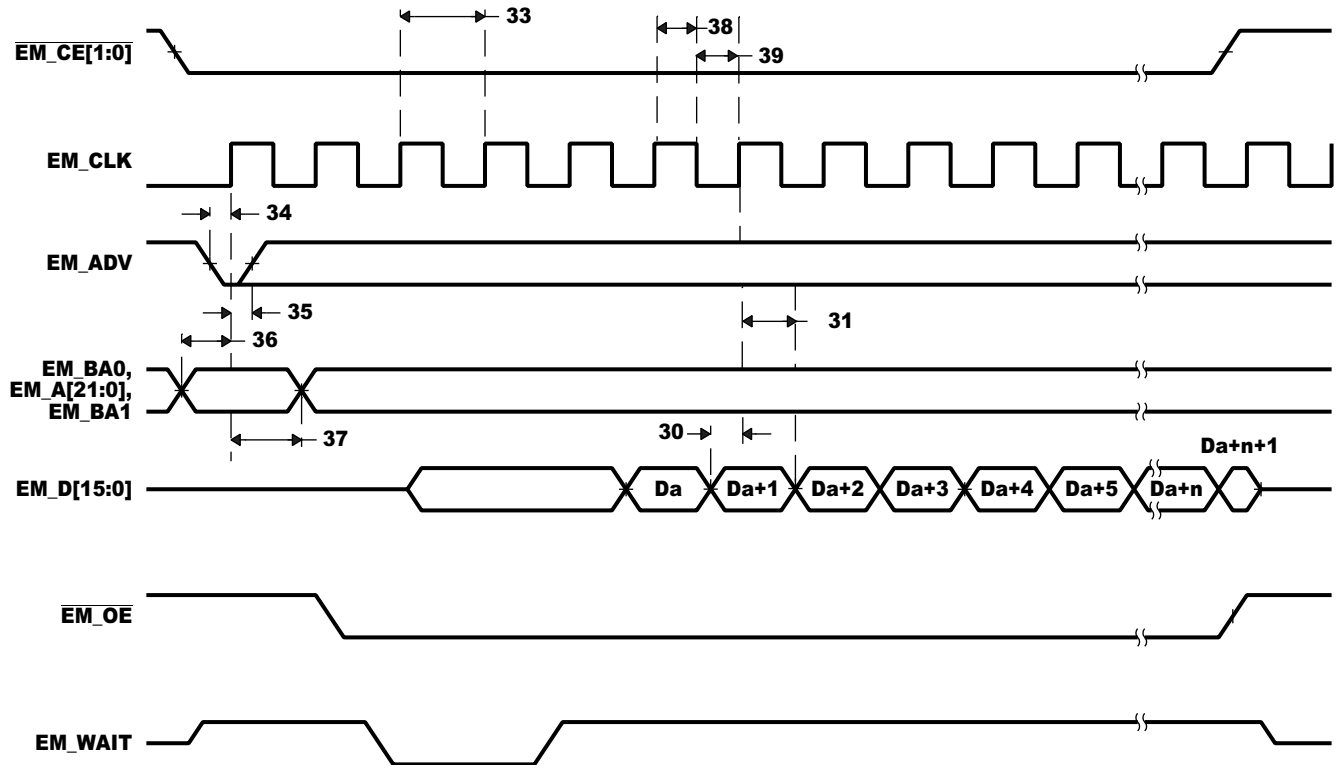 33
38
EM_CE[1:0]
39
EM_CLK
34
EM_ADV
35
31
36
EM_BA0,
EM_A[21:0],
EM_BA1
30
37
Da+n+1
EM_D[15:0]
Da Da+1 Da+2 Da+3 Da+4 Da+5 Da+n
EM_OE
EM_WAIT